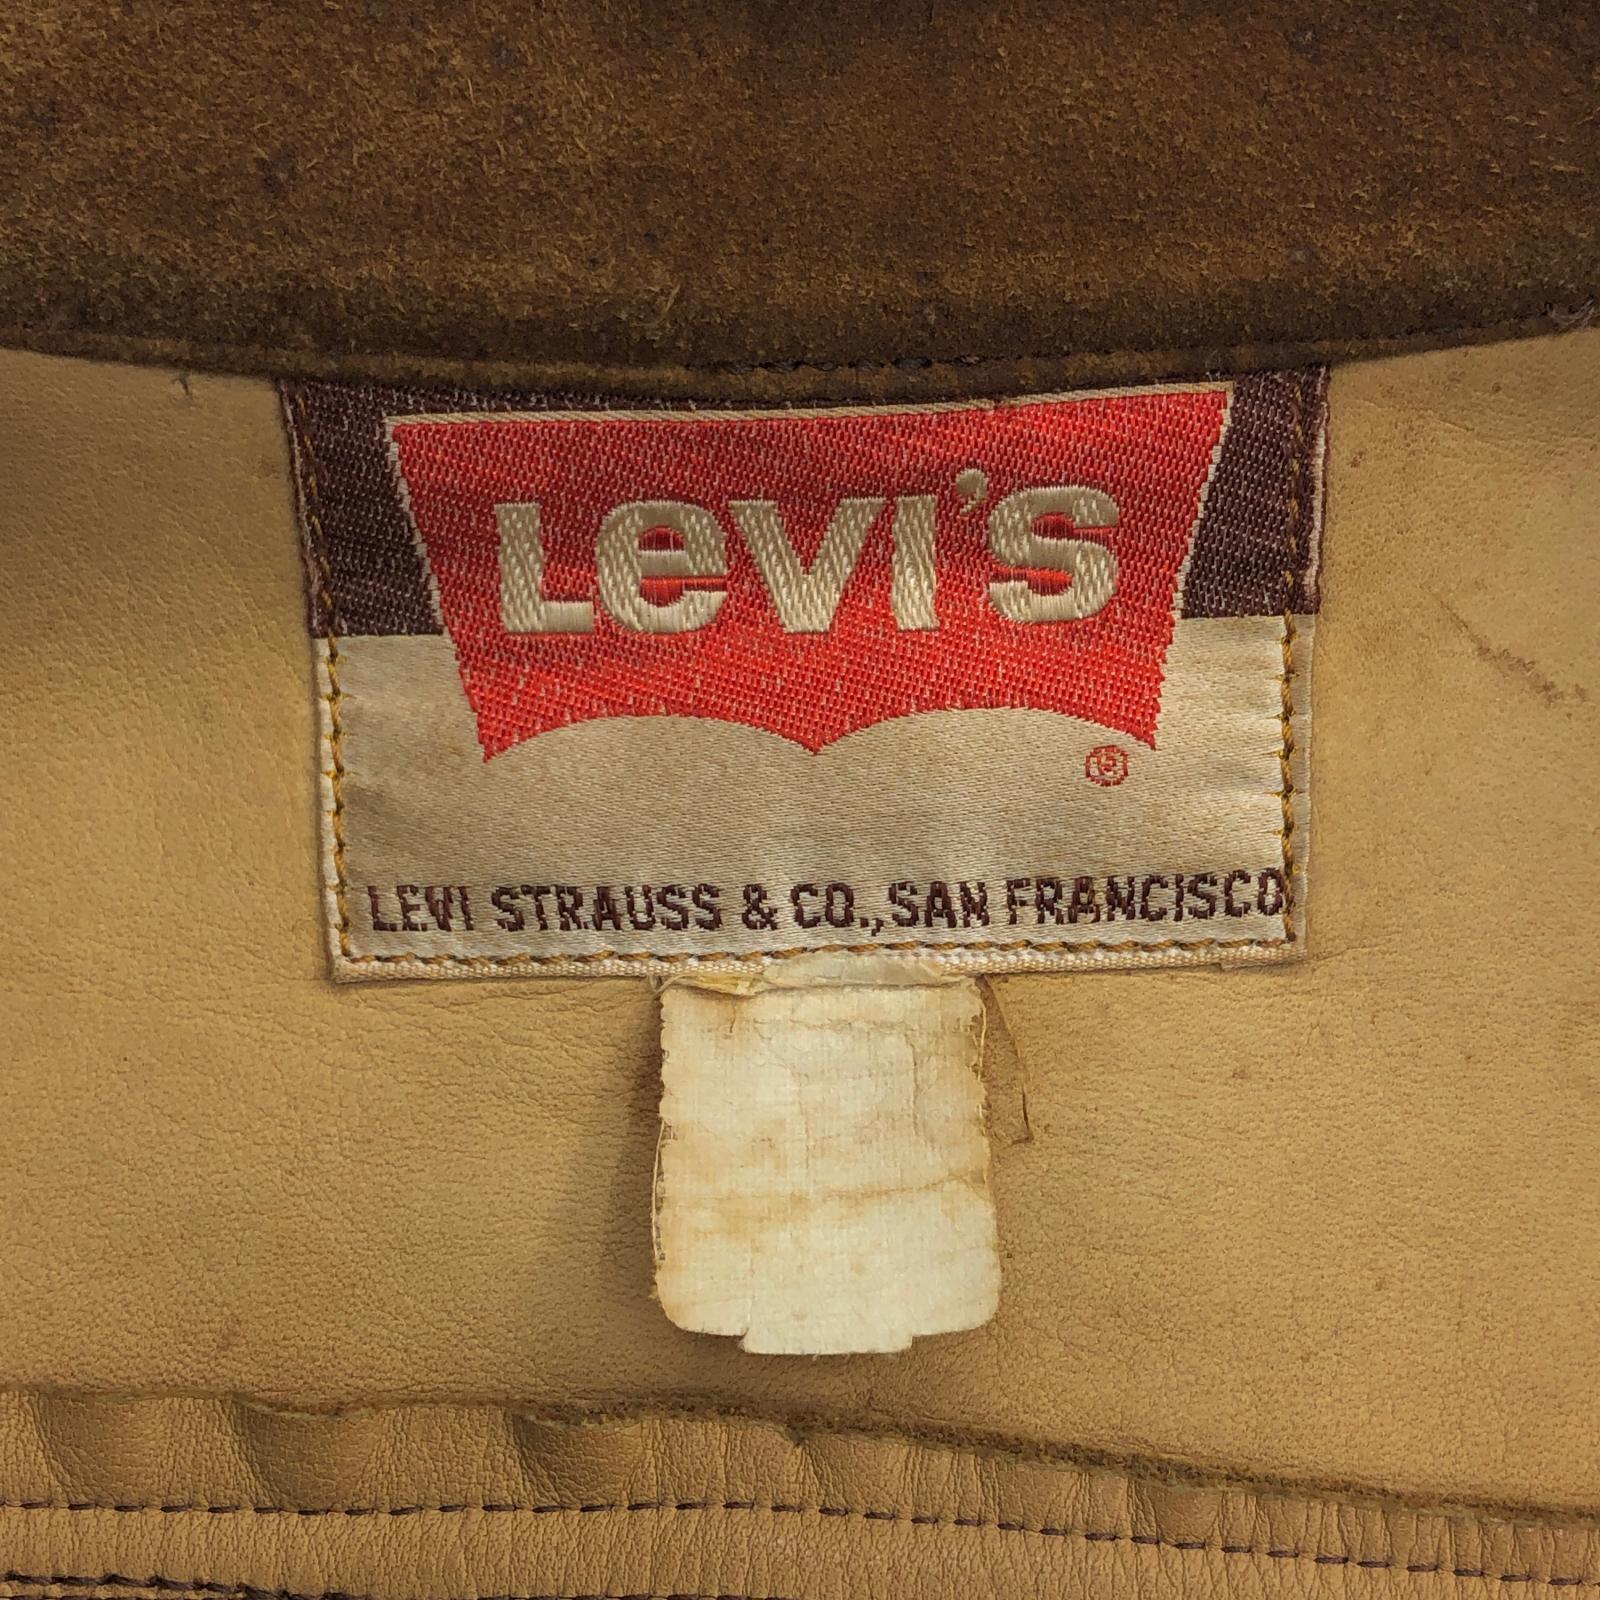 LEVI'S
®
LEVI STRAUSS & CO., SAN FRANCISCO